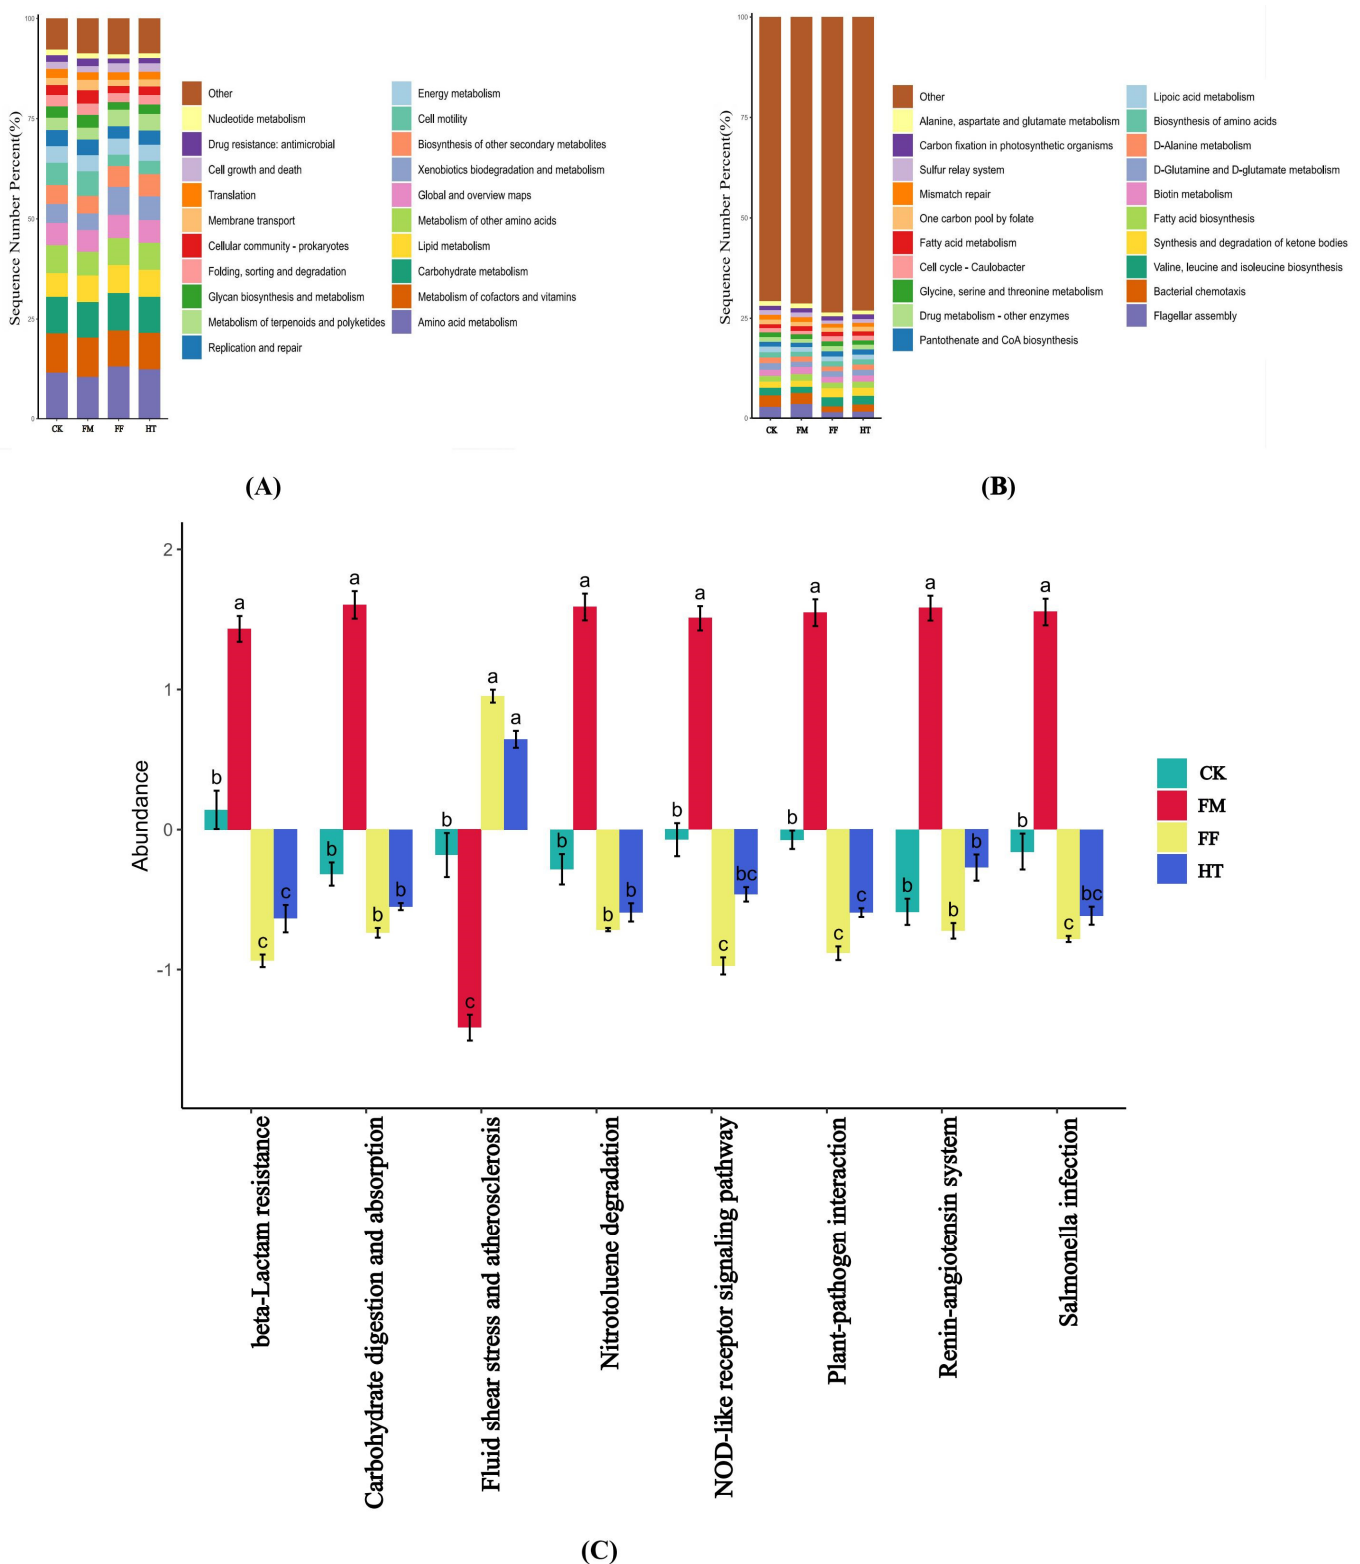 Sequence Number Percent(%)
100
75
50
25
0
CK FM FF HT
Other
Nucleotide metabolism
Drug resistance: antimicrobial
Cell growth and death
Translation
Membrane transport
Cellular community - prokaryotes
Folding, sorting and degradation
Glycan biosynthesis and metabolism
Metabolism of terpenoids and polyketides
Replication and repair
Energy metabolism
Cell motility
Biosynthesis of other secondary metabolites
Xenobiotics biodegradation and metabolism
Global and overview maps
Metabolism of other amino acids
Lipid metabolism
Carbohydrate metabolism
Metabolism of cofactors and vitamins
Amino acid metabolism
(A)
Sequence Number Percent(%)
100
75
50
25
0
CK FM FF HT
Other
Alanine, aspartate and glutamate metabolism
Carbon fixation in photosynthetic organisms
Sulfur relay system
Mismatch repair
One carbon pool by folate
Fatty acid metabolism
Cell cycle - Caulobacter
Glycine, serine and threonine metabolism
Drug metabolism - other enzymes
Pantothenate and CoA biosynthesis
Lipoic acid metabolism
Biosynthesis of amino acids
D-Alanine metabolism
D-Glutamine and D-glutamate metabolism
Biotin metabolism
Fatty acid biosynthesis
Synthesis and degradation of ketone bodies
Valine, leucine and isoleucine biosynthesis
Bacterial chemotaxis
Flagellar assembly
(B)
Abundance
2
1
0
-1
b a c c
b a b b
b c a a
b a b b
b a c bc
b a c c
b a b b
b a c bc
beta-Lactam resistance
Carbohydrate digestion and absorption
Fluid shear stress and atherosclerosis
Nitrotoluene degradation
NOD-like receptor signaling pathway
Plant-pathogen interaction
Renin-angiotensin system
Salmonella infection
CK
FM
FF
HT
(C)